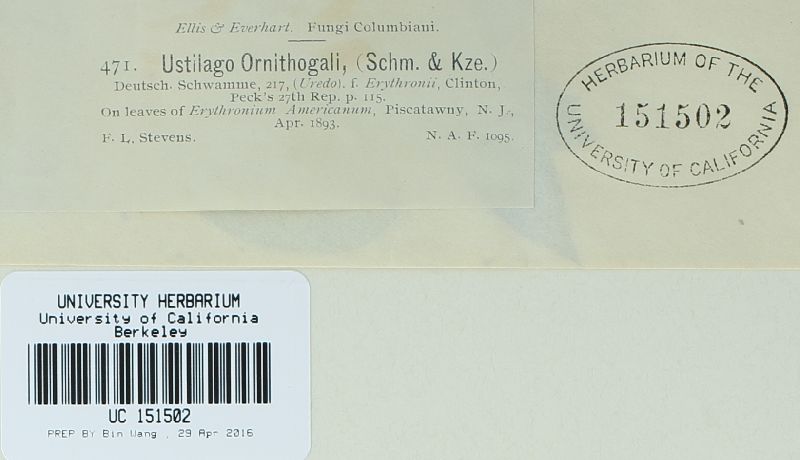 Ellis & Everhart. Fungi Columbiani.
471. Ustilago Ornithogali, (Schm. & Kze.)
Deutsch. Schwamme, 217, (Uredo). f. Erythronii, Clinton,
Peck's 27th Rep. p. 115.
On leaves of Erythronium Americanum, Piscatawny, N. J.,
Apr. 1893.
F. L. Stevens. N. A. F. 1095.
HERBARIUM OF THE
151502
UNIVERSITY OF CALIFORNIA
UNIVERSITY HERBARIUM
University of California
Berkeley
UC 151502
PREP BY Bin Wang , 29 Apr 2016